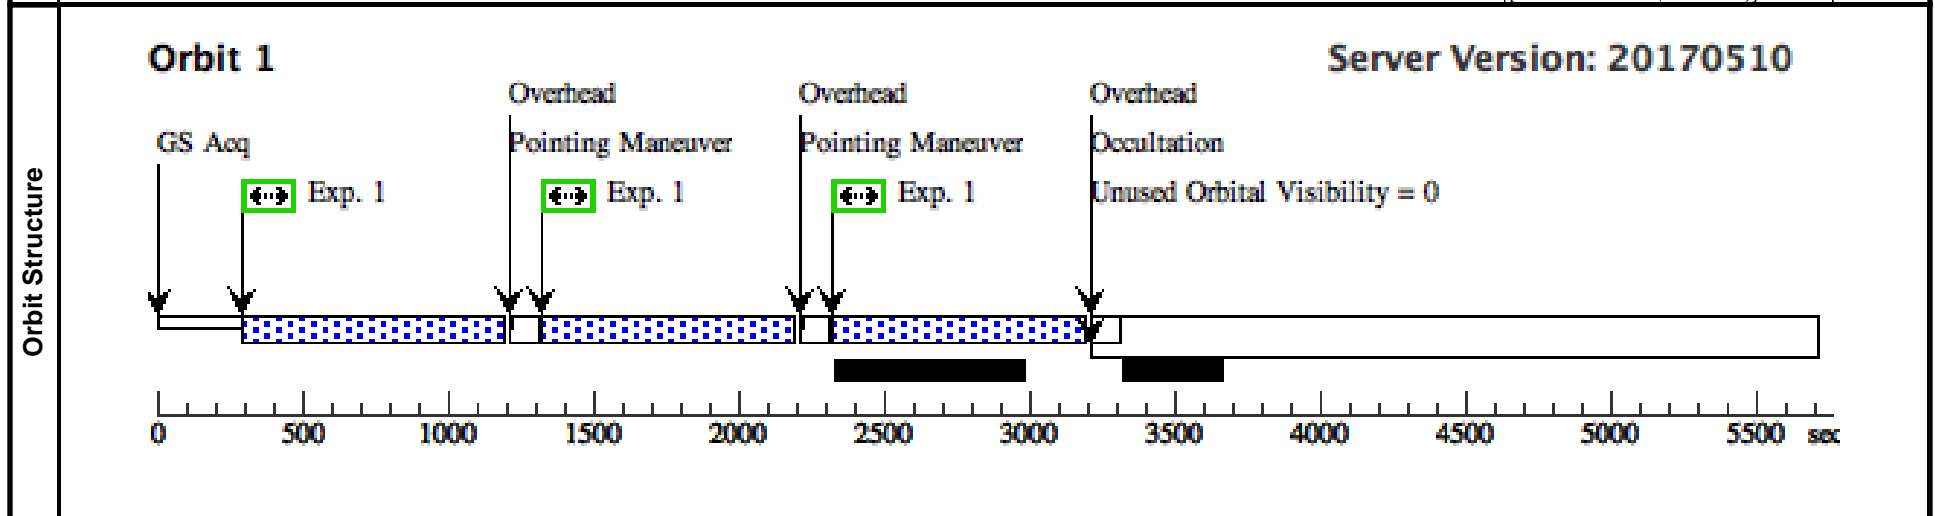 Orbit Structure
Orbit 1
Server Version: 20170510
Overhead
Overhead
Overhead
GS Acq
Pointing Maneuver
Pointing Maneuver
Occultation
Exp. 1
Exp. 1
Exp. 1
Unused Orbital Visibility = 0
0 500 1000 1500 2000 2500 3000 3500 4000 4500 5000 5500 sec